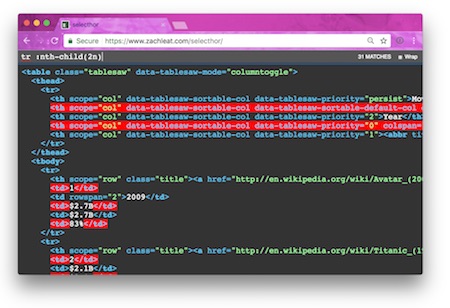 selecthor
Secure https://www.zachleat.com/selecthor/
tr :nth-child(2n) 31 MATCHES Wrap
<table class="tablesaw" data-tablesaw-mode="columntoggle">
<thead>
<tr>
<th scope="col" data-tablesaw-sortable-col data-tablesaw-priority="persist">Mo
<th scope="col" data-tablesaw-sortable-col data-tablesaw-sortable-default-col
<th scope="col" data-tablesaw-sortable-col data-tablesaw-priority="2">Year</th
<th scope="col" data-tablesaw-sortable-col data-tablesaw-priority="0" colspan=
<th scope="col" data-tablesaw-sortable-col data-tablesaw-priority="1"><abbr tit
</tr>
</thead>
<tbody>
<tr>
<th scope="row" class="title"><a href="http://en.wikipedia.org/wiki/Avatar_(20
<td>1</td>
<td rowspan="2">2009</td>
<td>$2.7B</td>
<td>$2.7B</td>
<td>83%</td>
</tr>
<tr>
<th scope="row" class="title"><a href="http://en.wikipedia.org/wiki/Titanic_(1
<td>2</td>
<td>$2.1B</td>